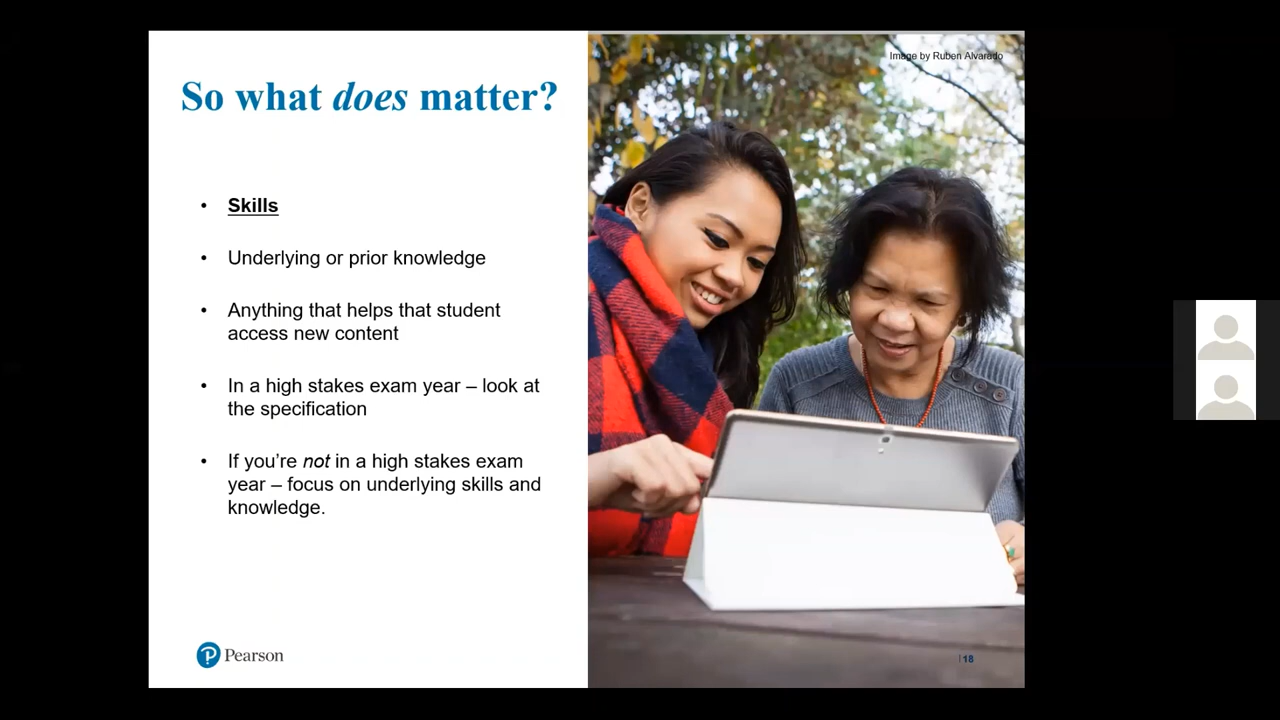 Image by Ruben Alvarado
So what does matter?
• Skills
• Underlying or prior knowledge
• Anything that helps that student
access new content
• In a high stakes exam year – look at
the specification
• If you're not in a high stakes exam
year – focus on underlying skills and
knowledge.
Pearson
|18